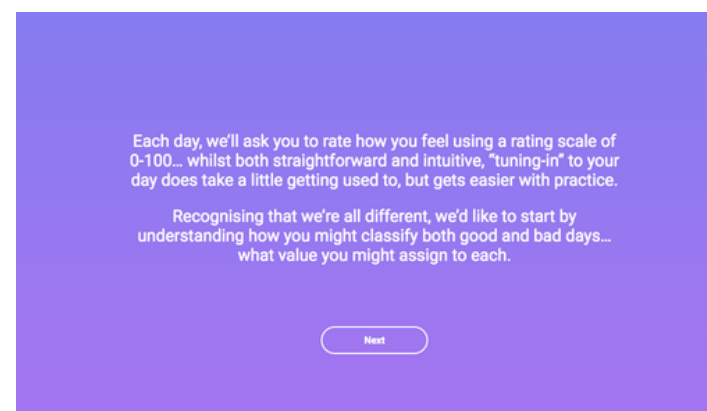 Each day, we'll ask you to rate how you feel using a rating scale of
0-100... whilst both straightforward and intuitive, "tuning-in" to your
day does take a little getting used to, but gets easier with practice.
Recognising that we're all different, we'd like to start by
understanding how you might classify both good and bad days...
what value you might assign to each.
Next